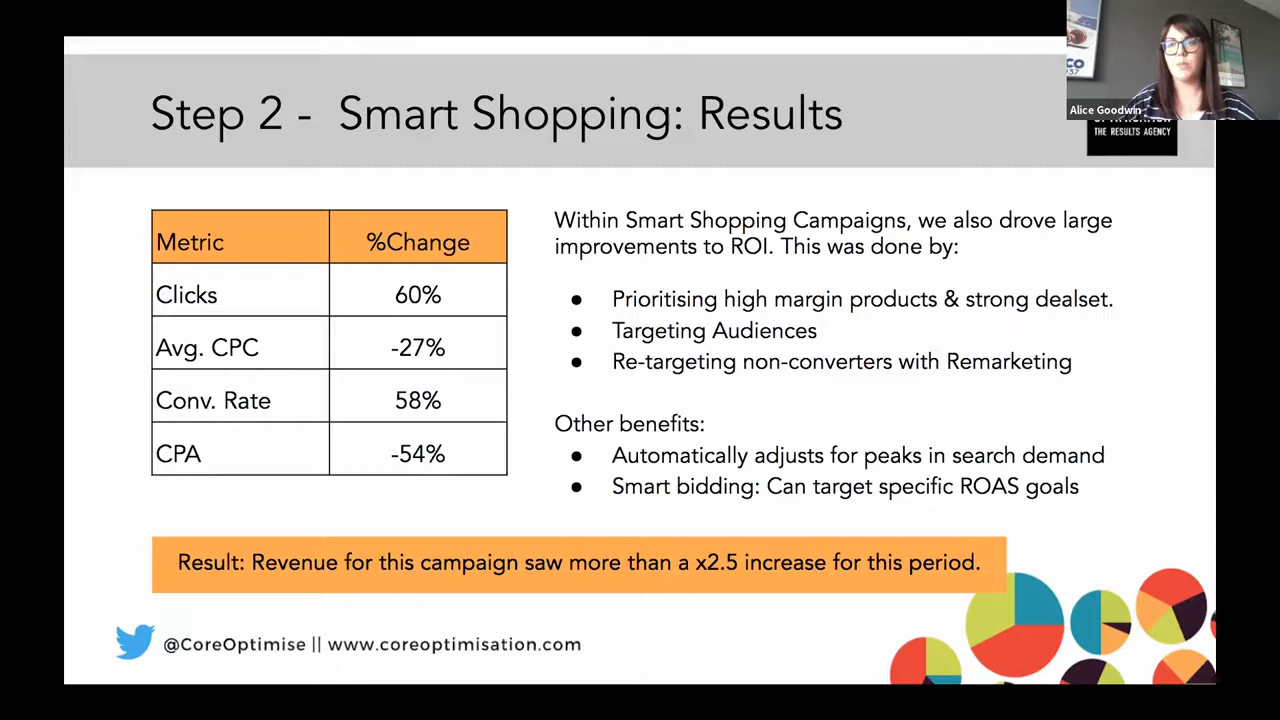 CO
937
Alice Goodwin
THE RESULTS AGENCY
Step 2 - Smart Shopping: Results
Metric %Change
Clicks 60%
Avg. CPC -27%
Conv. Rate 58%
CPA -54%
Within Smart Shopping Campaigns, we also drove large
improvements to ROI. This was done by:
● Prioritising high margin products & strong dealset.
● Targeting Audiences
● Re-targeting non-converters with Remarketing
Other benefits:
● Automatically adjusts for peaks in search demand
● Smart bidding: Can target specific ROAS goals
Result: Revenue for this campaign saw more than a x2.5 increase for this period.
@CoreOptimise || www.coreoptimisation.com